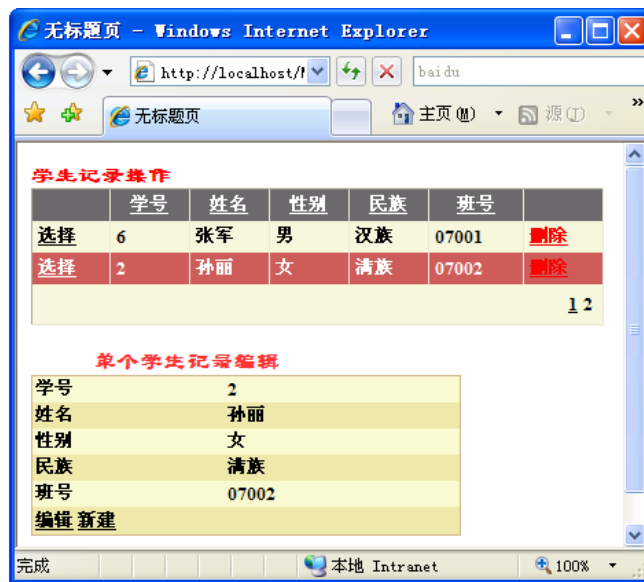 无标题页 - Windows Internet Explorer
http://localhost/
baidu
无标题页 主页(M) 源(J) »
学生记录操作
学号 姓名 性别 民族 班号
选择 6 张军 男 汉族 07001 删除
选择 2 孙丽 女 满族 07002 删除
1 2
单个学生记录编辑
学号 2
姓名 孙丽
性别 女
民族 满族
班号 07002
编辑 新建
完成 本地 Intranet 100%